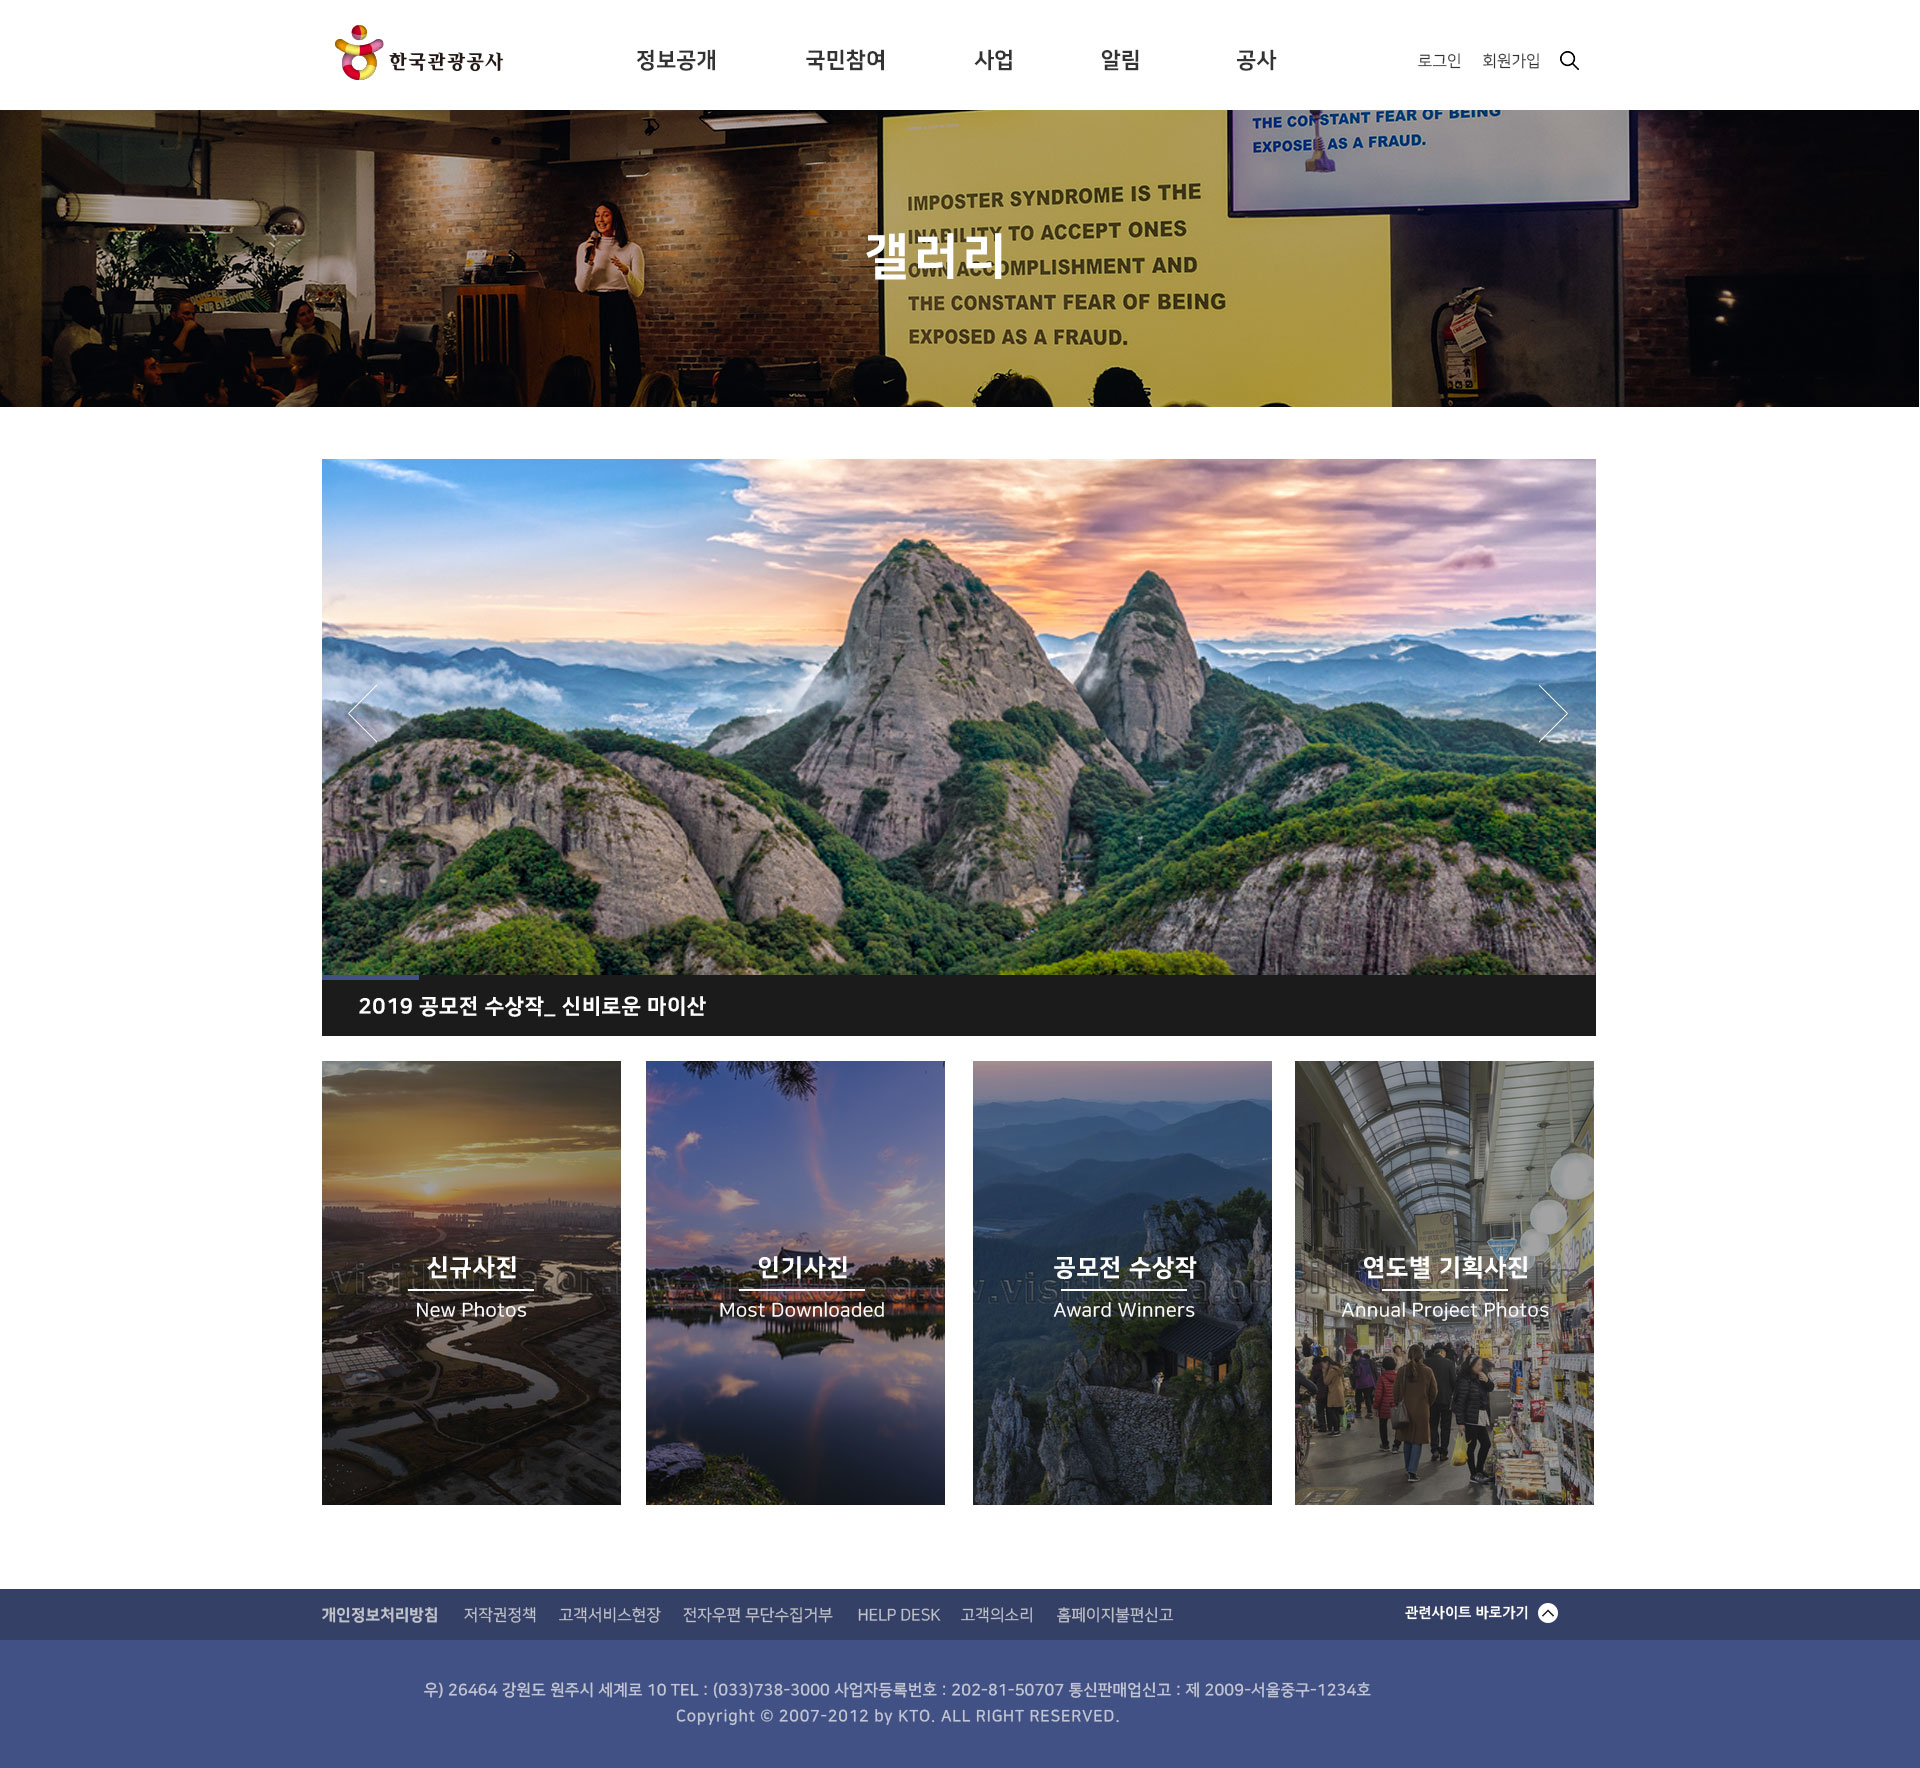 한국관광공사
정보공개
국민참여
사업
알림
공사
로그인
회원가입
THE CONSTANT FEAR OF BEING
EXPOSED AS A FRAUD.
IMPOSTER SYNDROME IS THE
INABILITY TO ACCEPT ONES
OWN ACCOMPLISHMENT AND
THE CONSTANT FEAR OF BEING
EXPOSED AS A FRAUD.
갤러리
2019 공모전 수상작_ 신비로운 마이산
신규사진
New Photos
인기사진
Most Downloaded
공모전 수상작
Award Winners
연도별 기획사진
Annual Project Photos
개인정보처리방침
저작권정책
고객서비스현장
전자우편 무단수집거부
HELP DESK
고객의소리
홈페이지불편신고
관련사이트 바로가기
우) 26464 강원도 원주시 세계로 10 TEL : (033)738-3000 사업자등록번호 : 202-81-50707 통신판매업신고 : 제 2009-서울중구-1234호
Copyright © 2007-2012 by KTO. ALL RIGHT RESERVED.